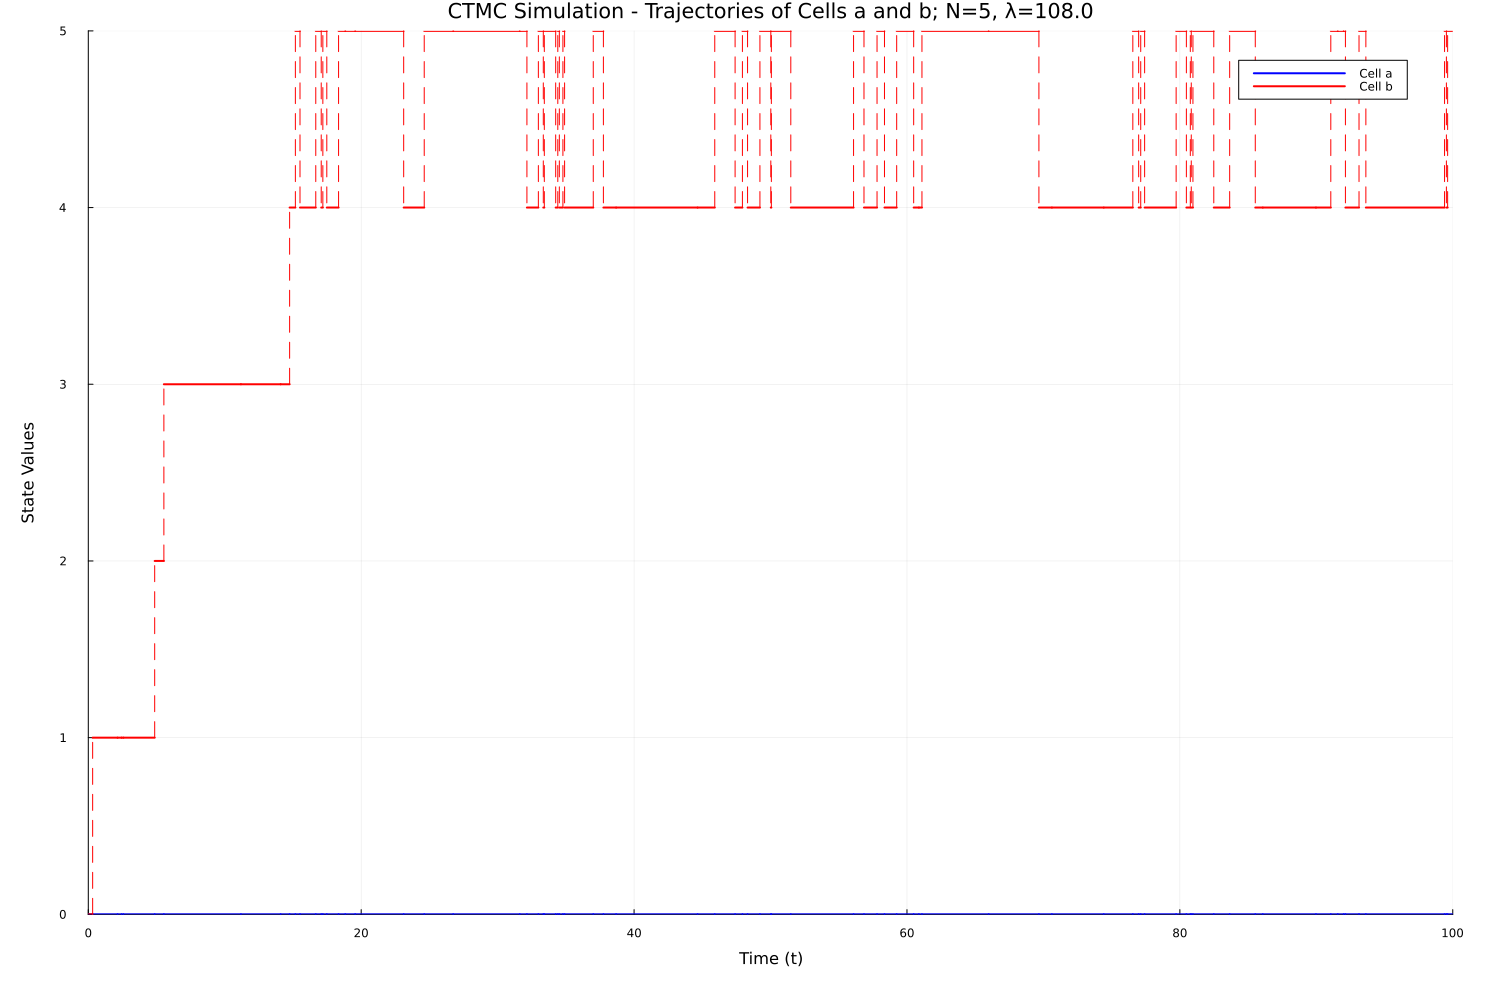 CTMC Simulation - Trajectories of Cells a and b; N=5, λ=108.0
5
Cell a
Cell b
4
3
State Values
2
1
0
0 20 40 60 80 100
Time (t)